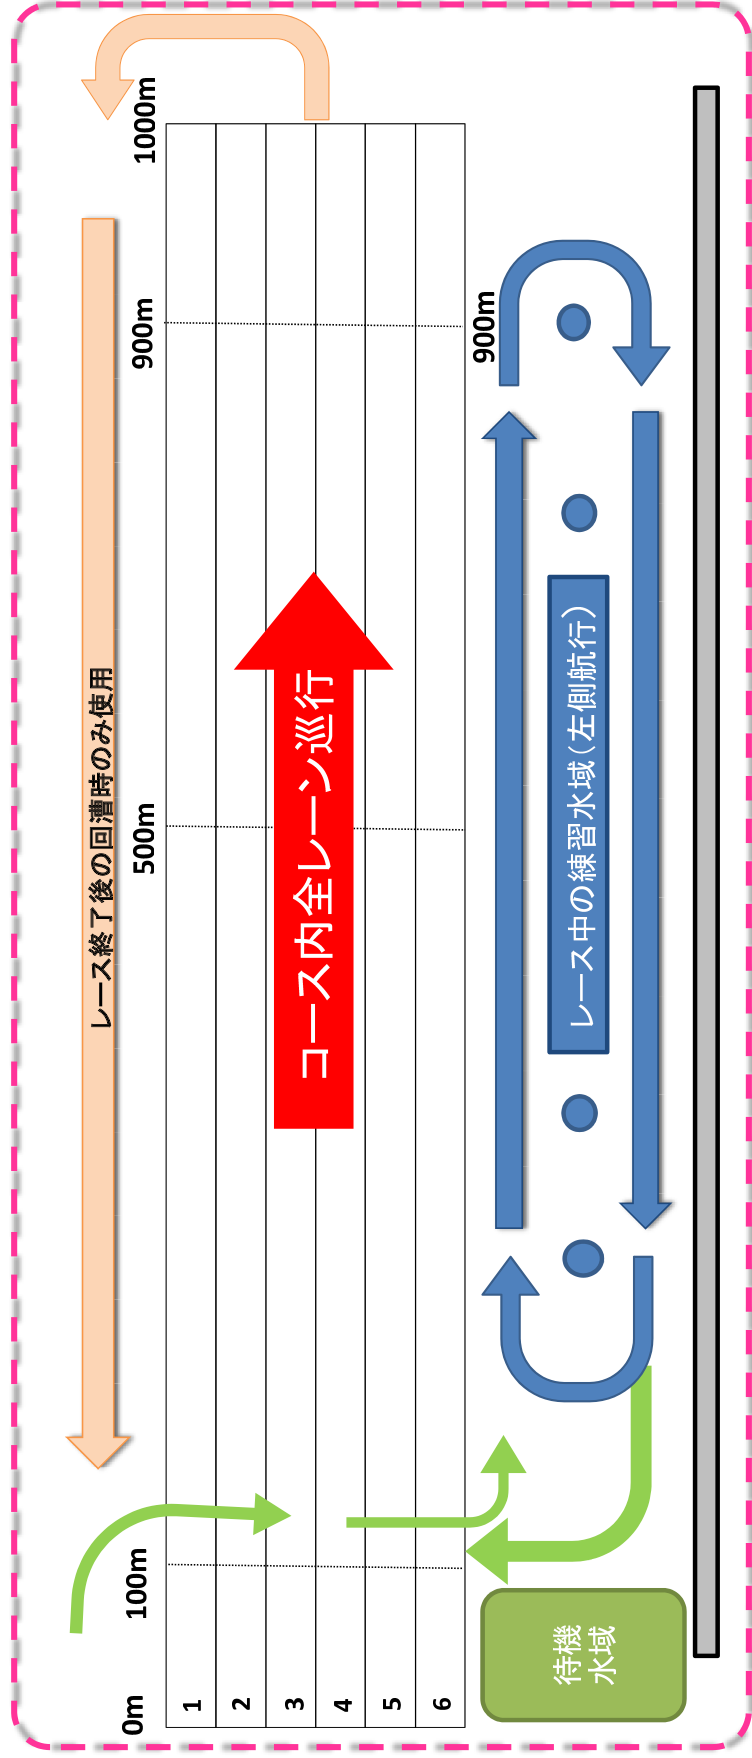 レース終了後の回漕時のみ使用
0m
100m
500m
900m
1000m
1
2
3
4
5
6
コース内全レーン巡行
900m
レース中の練習水域(左側航行)
待機
水域